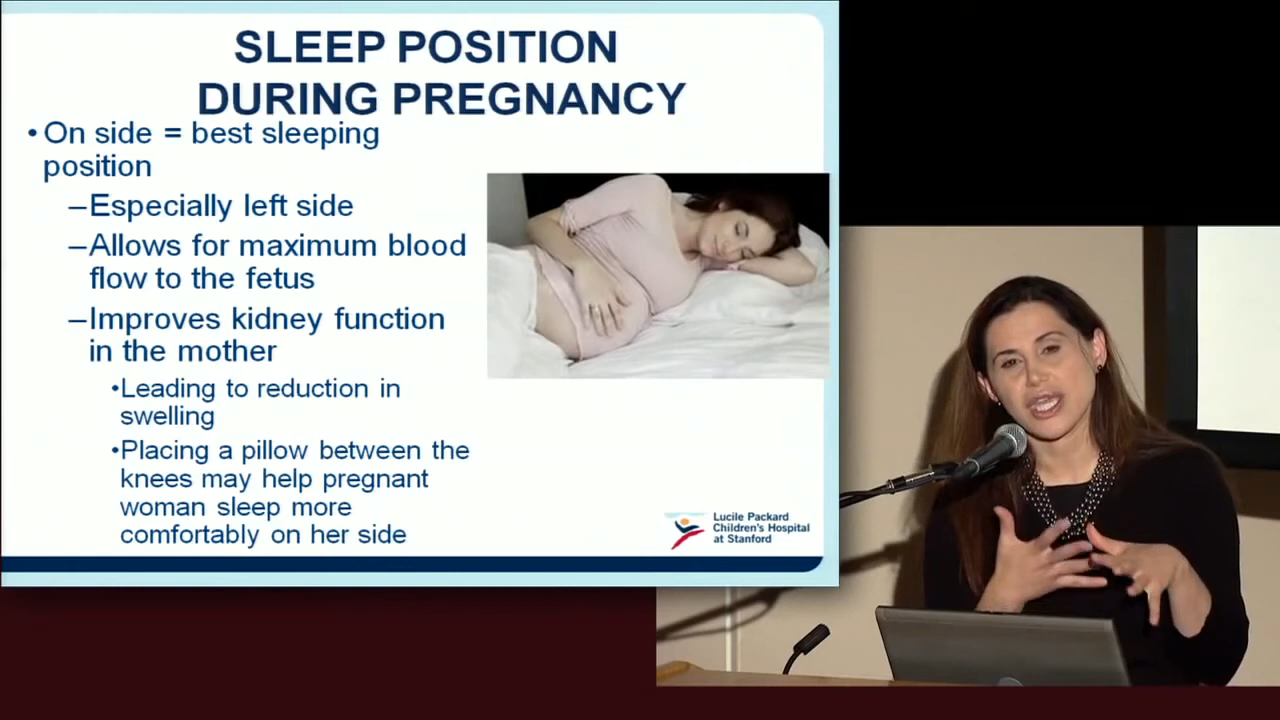 SLEEP POSITION
DURING PREGNANCY
• On side = best sleeping
position
–Especially left side
–Allows for maximum blood
flow to the fetus
–Improves kidney function
in the mother
•Leading to reduction in
swelling
•Placing a pillow between the
knees may help pregnant
woman sleep more
comfortably on her side
Lucile Packard
Children's Hospital
at Stanford